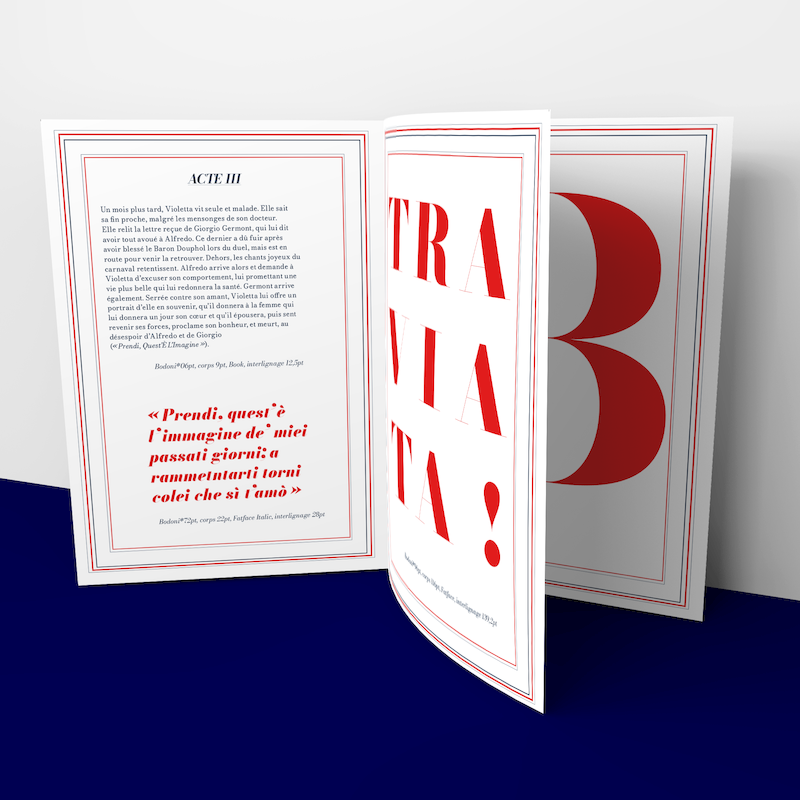 ACTE III
Un mois plus tard, Violetta vit seule et malade. Elle sait
sa fin proche, malgré les mensonges de son docteur.
Elle relit la lettre reçue de Giorgio Germont, qui lui dit
avoir tout avoué à Alfredo. Ce dernier a dû fuir après
avoir blessé le Baron Douphol lors du duel, mais est en
route pour venir la retrouver. Dehors, les chants joyeux du
carnaval retentissent. Alfredo arrive alors et demande à
Violetta d'excuser son comportement, lui promettant une
vie plus belle qui lui redonnera la santé. Germont arrive
également. Serrée contre son amant, Violetta lui offre un
portrait d'elle en souvenir, qu'il donnera à la femme qui
lui donnera un jour son cœur et qu'il épousera, puis sent
revenir ses forces, proclame son bonheur, et meurt, au
désespoir d'Alfredo et de Giorgio
(« Prendi, Quest'È L'Imagine »).
Bodoni*06pt, corps 9pt, Book, interlignage 12,5pt
« Prendi, quest'è
l'immagine de' miei
passati giorni: a
rammetntarti torni
colei che sì t'amò »
Bodoni*72pt, corps 22pt, Fatface Italic, interlignage 28pt
TRA
VIA
TA !
corps 116pt, Fatface, interlignage 139,2pt
B